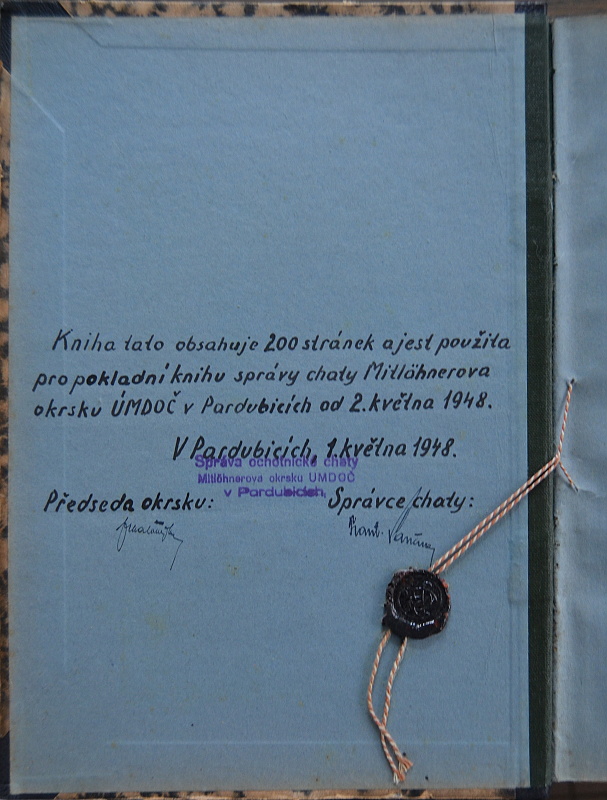 Kniha tato obsahuje 200 stránek a jest použita
pro pokladní knihu správy chaty Mitlöhnerova
okrsku ÚMDOČ v Pardubicích od 2. května 1948.
V Pardubicích, 1. května 1948.
Správa ochotnické chaty
Mitlöhnerova okrsku UMDOČ
v Pardubicích,
Předseda okrsku: Správce chaty: